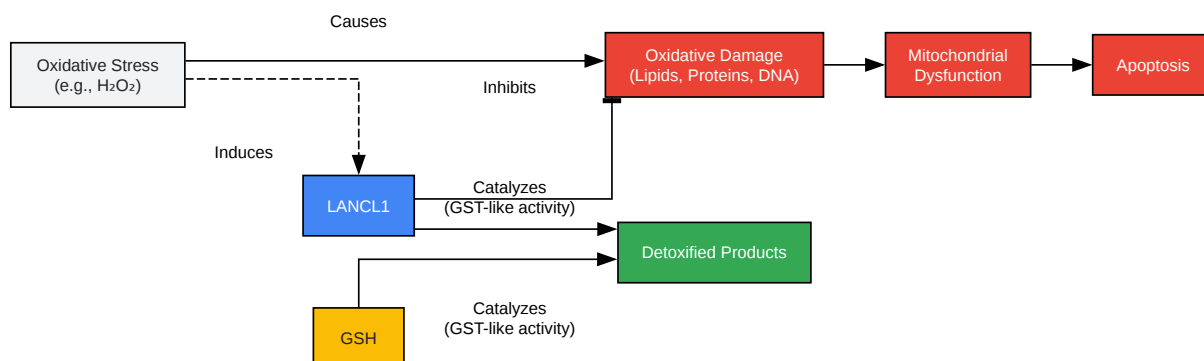 Causes
Oxidative Stress
(e.g., H₂O₂)
Oxidative Damage
(Lipids, Proteins, DNA)
Mitochondrial
Dysfunction
Apoptosis
Inhibits
Induces
LANCL1
Catalyzes
(GST-like activity)
Detoxified Products
Catalyzes
(GST-like activity)
GSH